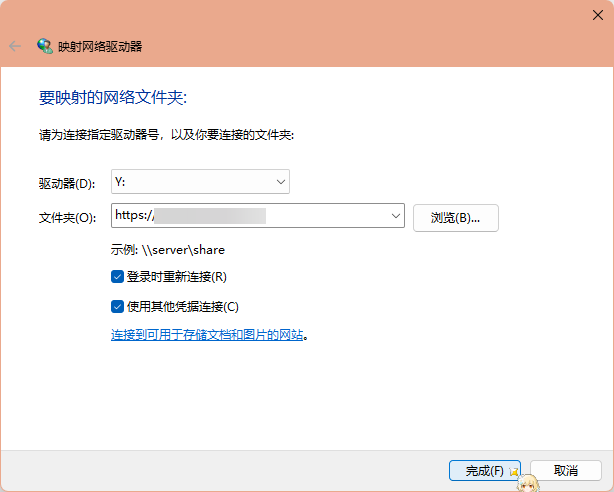 映射网络驱动器
要映射的网络文件夹:
请为连接指定驱动器号，以及你要连接的文件夹:
驱动器(D): Y:
文件夹(O): https:// 浏览(B)...
示例: \\server\share
登录时重新连接(R)
使用其他凭据连接(C)
连接到可用于存储文档和图片的网站。
完成(F) 取消